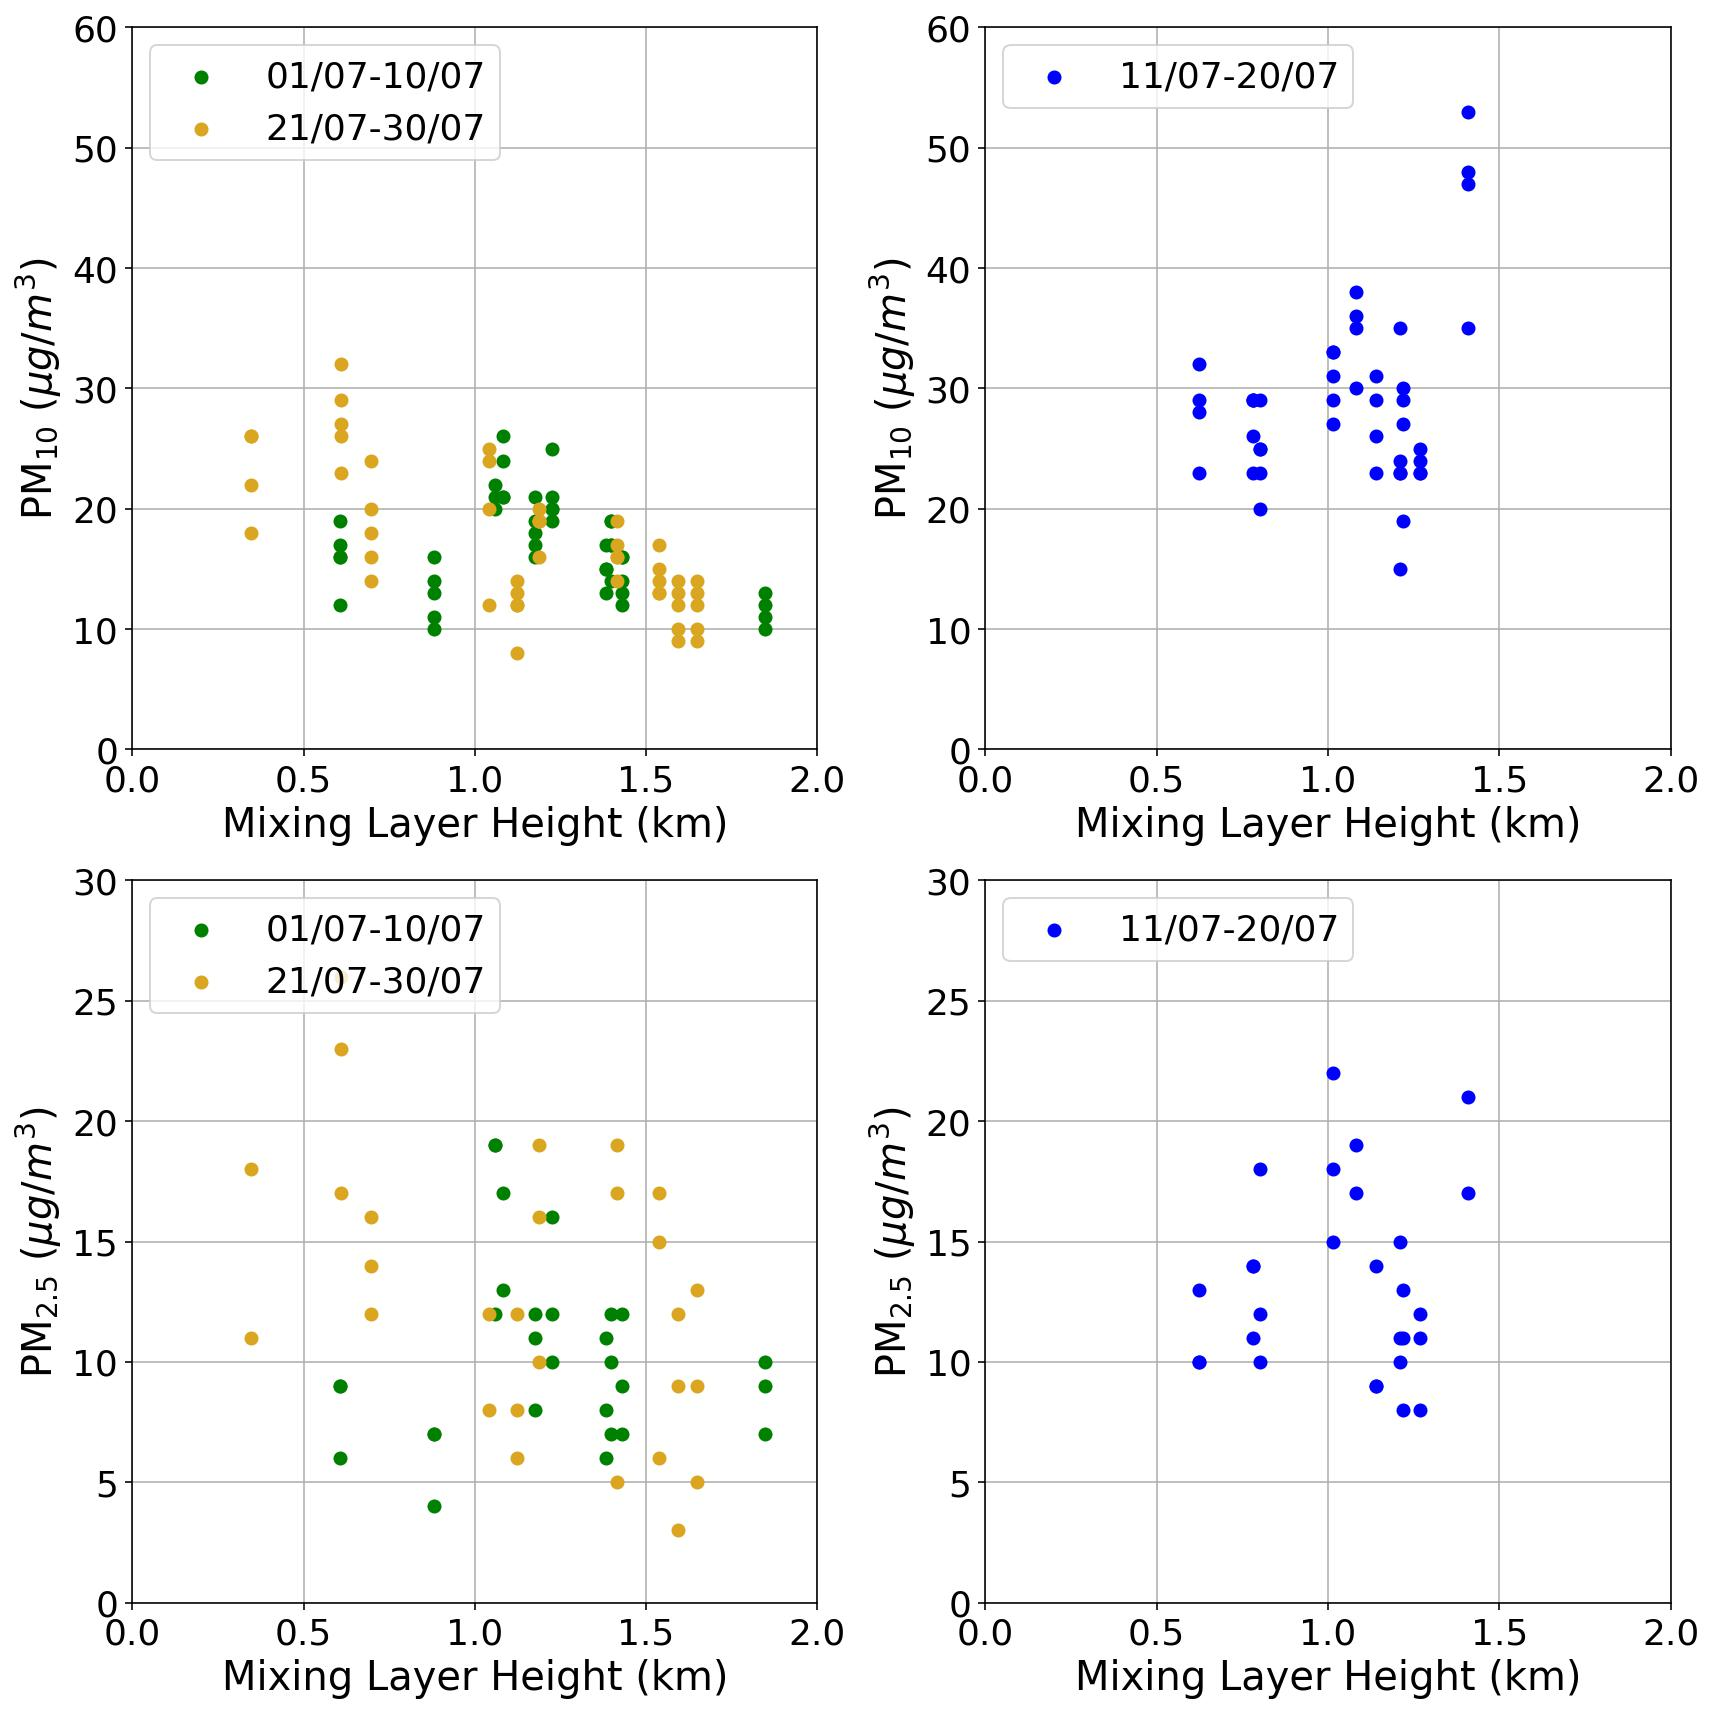 60
50
40
30
20
10
0
0.0 0.5 1.0 1.5 2.0
PM10 (μg/m3)
Mixing Layer Height (km)
01/07-10/07
21/07-30/07
60
50
40
30
20
10
0
0.0 0.5 1.0 1.5 2.0
PM10 (μg/m3)
Mixing Layer Height (km)
11/07-20/07
30
25
20
15
10
5
0
0.0 0.5 1.0 1.5 2.0
PM2.5 (μg/m3)
Mixing Layer Height (km)
01/07-10/07
21/07-30/07
30
25
20
15
10
5
0
0.0 0.5 1.0 1.5 2.0
PM2.5 (μg/m3)
Mixing Layer Height (km)
11/07-20/07